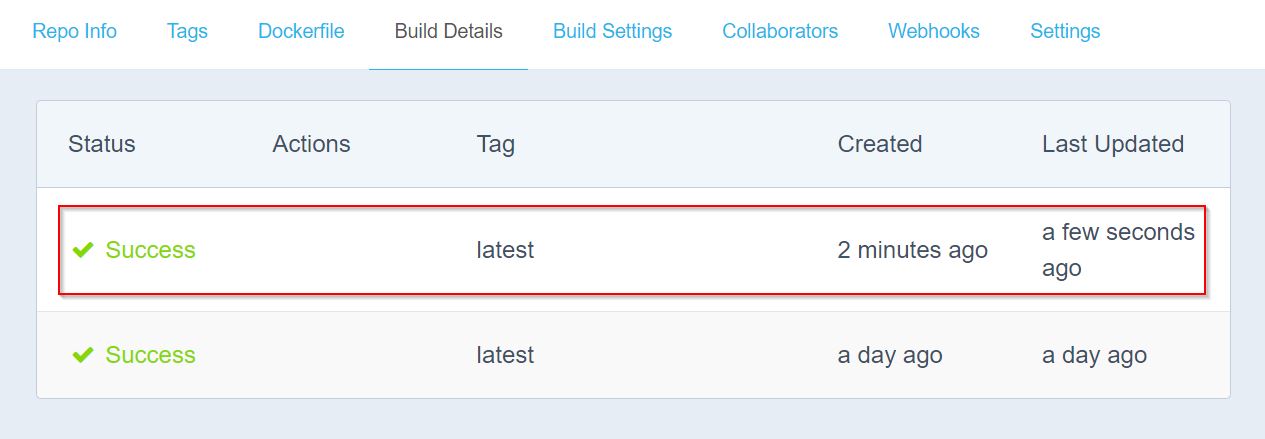 Repo Info Tags Dockerfile Build Details Build Settings Collaborators Webhooks Settings
Status Actions Tag Created Last Updated
Success latest 2 minutes ago a few seconds
ago
Success latest a day ago a day ago